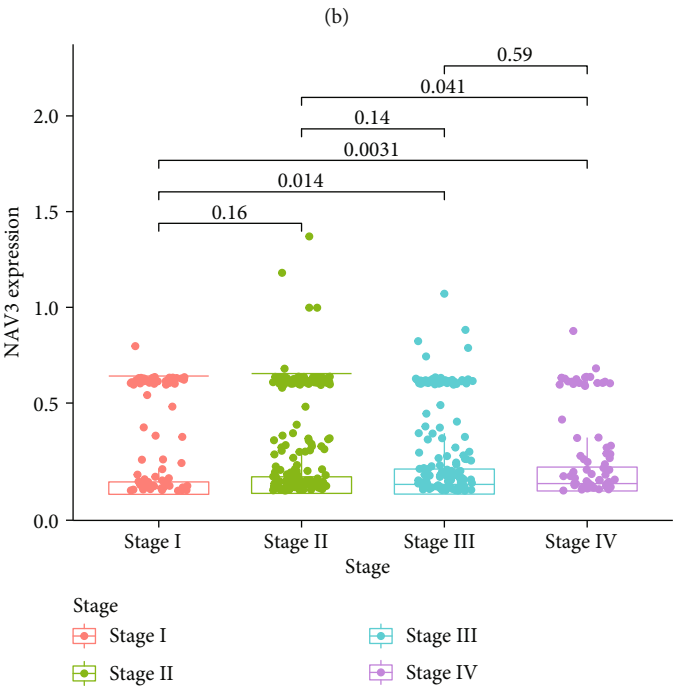 (b)
0.59
0.041
0.14
0.0031
0.014
0.16
2.0
1.5
1.0
0.5
0.0
NAV3 expression
Stage I
Stage II
Stage III
Stage IV
Stage
Stage
Stage I
Stage III
Stage II
Stage IV